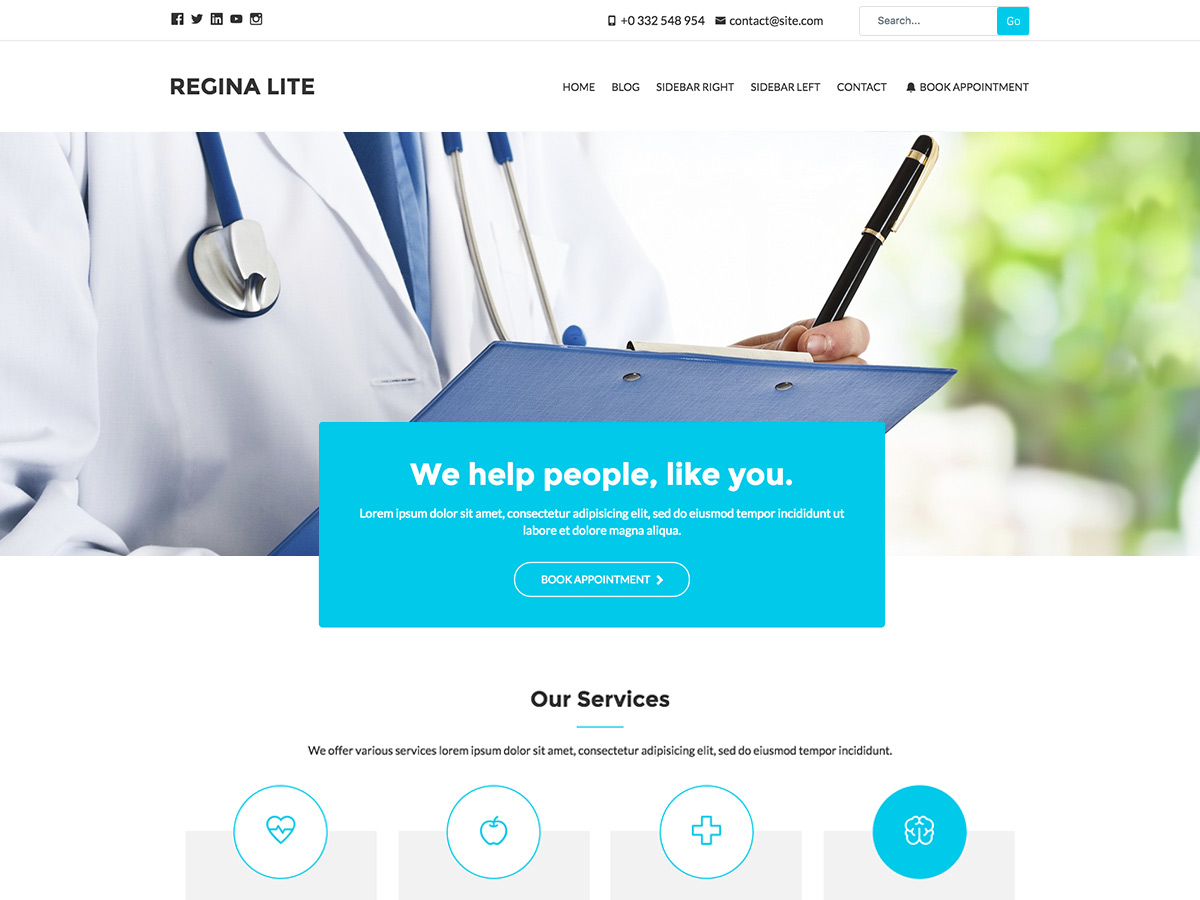 +0 332 548 954 contact@site.com Search... Go
REGINA LITE
HOME BLOG SIDEBAR RIGHT SIDEBAR LEFT CONTACT BOOK APPOINTMENT
We help people, like you.
Lorem ipsum dolor sit amet, consectetur adipisicing elit, sed do eiusmod tempor incididunt ut
labore et dolore magna aliqua.
BOOK APPOINTMENT
Our Services
We offer various services lorem ipsum dolor sit amet, consectetur adipisicing elit, sed do eiusmod tempor incididunt.